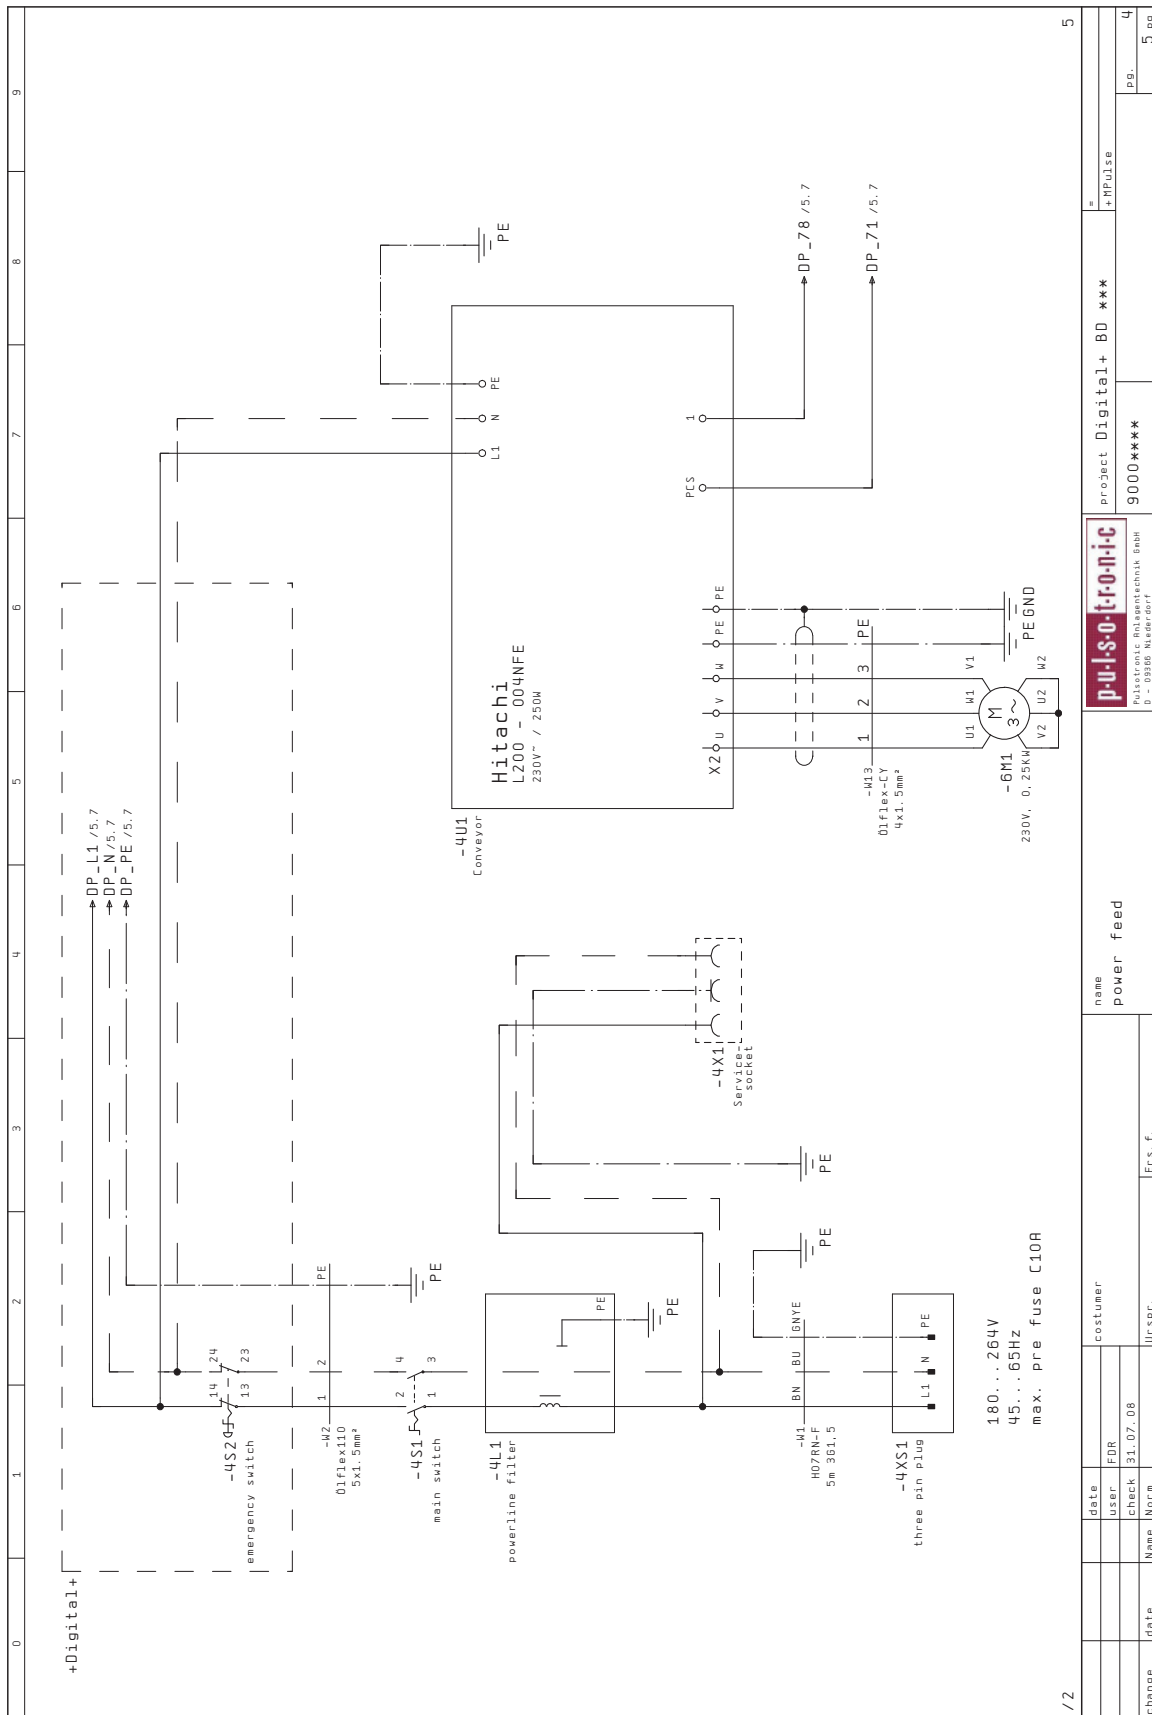 0 1 2 3 4 5 6 7 8 9
+Digital+
DP_L1 /5.7
DP_N /5.7
DP_PE /5.7
-4S2
emergency switch
14 24
13 23
-W2
Ölflex110
5x1.5mm²
1 2 PE
PE
-4S1
main switch
2 4
1 3
-4L1
powerline filter
PE
PE
-W1
H07RN-F
5m 3G1,5
BN BU GNYE
PE
PE
-4XS1
three pin plug
L1 N PE
180...264V
45...65Hz
max. pre fuse C10A
-4X1
Service-
socket
-4U1
Conveyor
Hitachi
L200 - 004NFE
230V~ / 250W
L1 N PE
PE
X2 U V W PE PE
PCS 1
DP_78 /5.7
DP_71 /5.7
-W13
Ölflex-CY
4x1.5mm²
1 2 3 PE
PE GND
-6M1
230V, 0,25KW
U1 W1 V1
M
3~
V2 U2 W2
/2
5
change
date
Name
Norm
date
user FDR
check 31.07.08
costumer
Urspr.
Ers.f.
name
power feed
p·u·l·s·o·t·r·o·n·i·c
Pulsotronic Anlagentechnik GmbH
D - 09366 Niederdorf
project Digital+ BD ***
9000****
=
+MPulse
pg. 4
5 pg